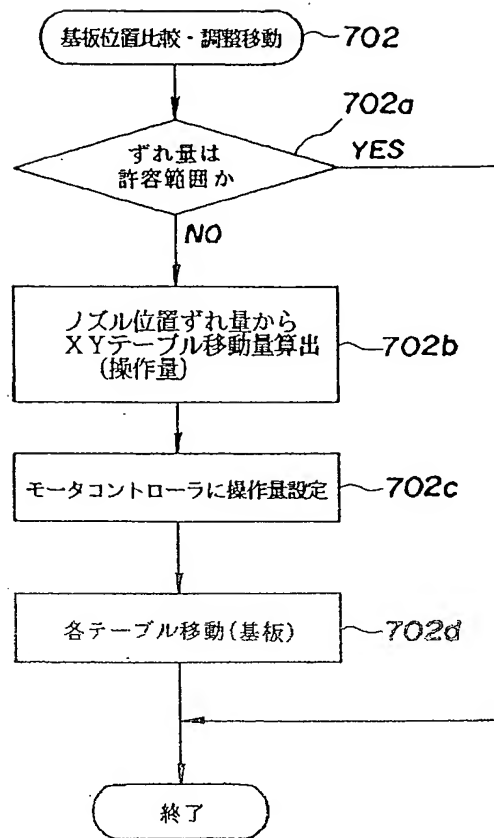 基板位置比較・調整移動
702
702a
ずれ量は
許容範囲か
YES
NO
ノズル位置ずれ量から
XYテーブル移動量算出
(操作量)
702b
モータコントローラに操作量設定
702c
各テーブル移動(基板)
702d
終了